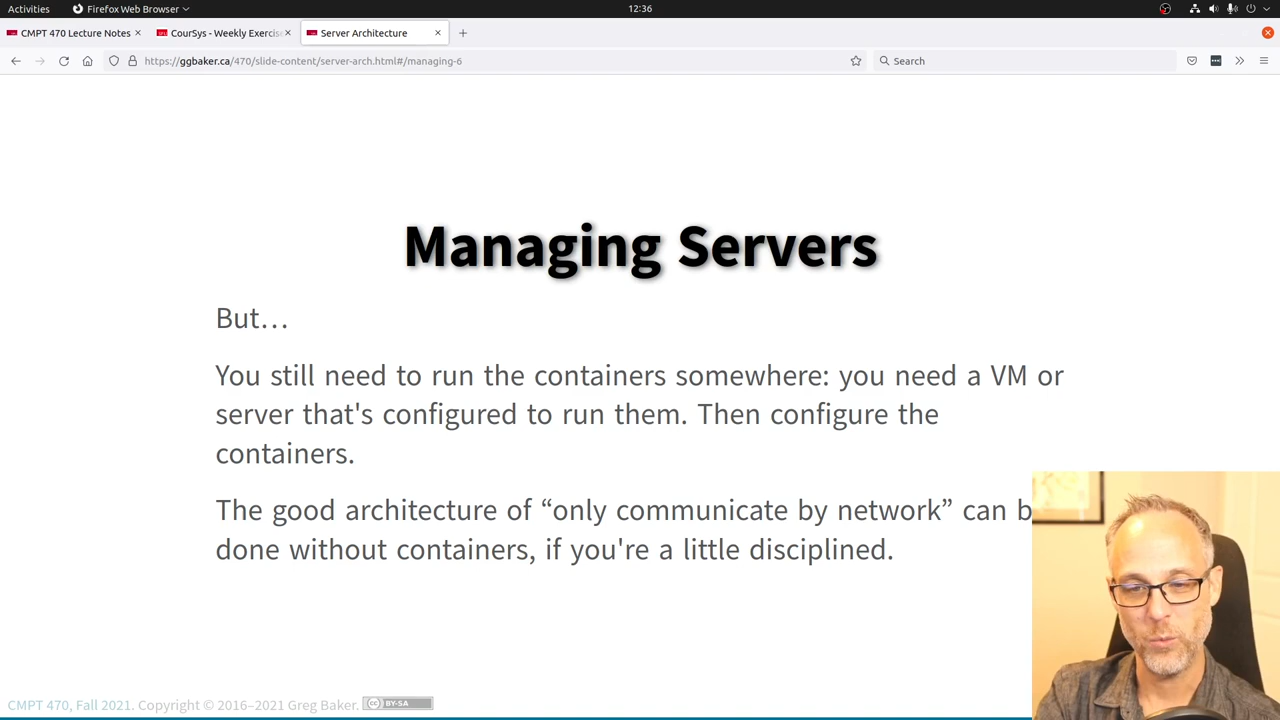 Activities
Firefox Web Browser
12:36
CMPT 470 Lecture Notes
CourSys - Weekly Exercise
Server Architecture
https://ggbaker.ca/470/slide-content/server-arch.html#/managing-6
Search
Managing Servers
But…
You still need to run the containers somewhere: you need a VM or
server that's configured to run them. Then configure the
containers.
The good architecture of “only communicate by network” can b
done without containers, if you're a little disciplined.
CMPT 470, Fall 2021. Copyright © 2016–2021 Greg Baker.
CC BY-SA